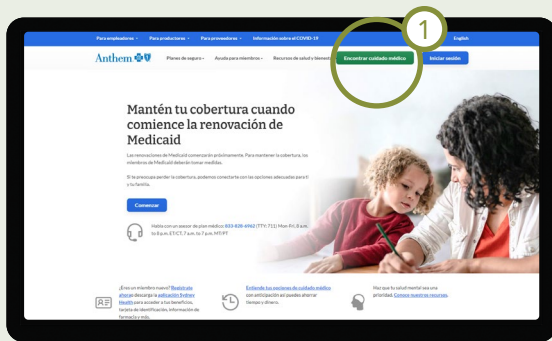 Para empleadores
Para productores
Para proveedores
Información sobre el COVID-19
English
1
Anthem
Planes de seguro
Ayuda para miembros
Recursos de salud y bienestar
Encontrar cuidado médico
Iniciar sesión
Mantén tu cobertura cuando
comience la renovación de
Medicaid
Las renovaciones de Medicaid comenzarán próximamente. Para mantener la cobertura, los
miembros de Medicaid deberán tomar medidas.
Si te preocupa perder la cobertura, podemos conectarte con las opciones adecuadas para ti
y tu familia.
Comenzar
Habla con un asesor de plan médico: 833-838-6962 (TTY: 711) Mon-Fri, 8 a.m.
to 8 p.m. ET/CT; 7 a.m. to 7 p.m. MT/PT
¿Eres un miembro nuevo? Regístrate
ahora o descarga la aplicación Sydney
Health para acceder a tus beneficios,
tarjeta de identificación, información de
farmacia y más.
Entiende tus opciones de cuidado médico
con anticipación así puedes ahorrar
tiempo y dinero.
Haz que tu salud mental sea una
prioridad. Conoce nuestros recursos.